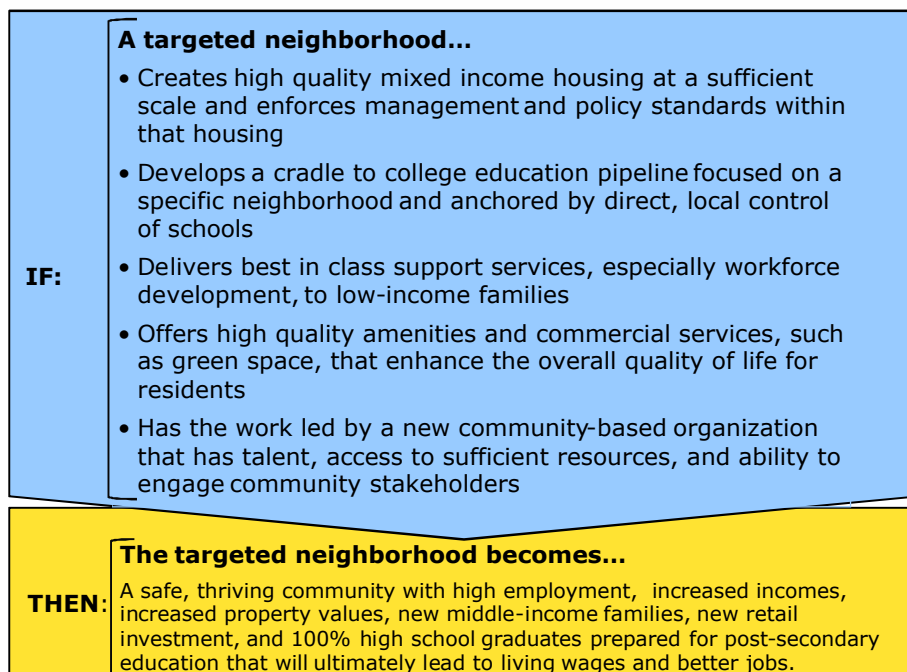 A targeted neighborhood...
• Creates high quality mixed income housing at a sufficient
scale and enforces management and policy standards within
that housing
• Develops a cradle to college education pipeline focused on a
specific neighborhood and anchored by direct, local control
of schools
IF:
• Delivers best in class support services, especially workforce
development, to low-income families
• Offers high quality amenities and commercial services, such
as green space, that enhance the overall quality of life for
residents
• Has the work led by a new community-based organization
that has talent, access to sufficient resources, and ability to
engage community stakeholders
The targeted neighborhood becomes...
THEN:
A safe, thriving community with high employment, increased incomes,
increased property values, new middle-income families, new retail
investment, and 100% high school graduates prepared for post-secondary
education that will ultimately lead to living wages and better jobs.